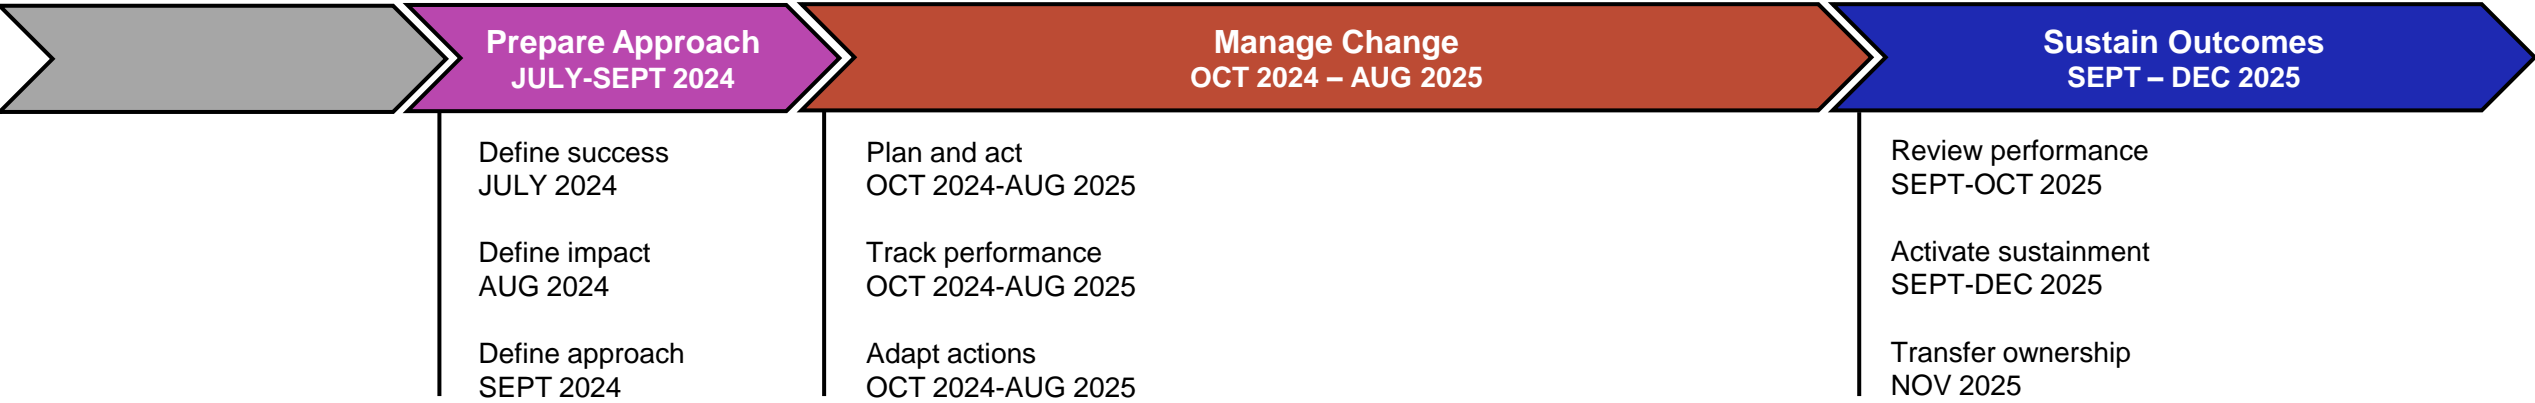 Prepare Approach
JULY-SEPT 2024
Manage Change
OCT 2024 – AUG 2025
Sustain Outcomes
SEPT – DEC 2025
Define success
JULY 2024
Define impact
AUG 2024
Define approach
SEPT 2024
Plan and act
OCT 2024-AUG 2025
Track performance
OCT 2024-AUG 2025
Adapt actions
OCT 2024-AUG 2025
Review performance
SEPT-OCT 2025
Activate sustainment
SEPT-DEC 2025
Transfer ownership
NOV 2025